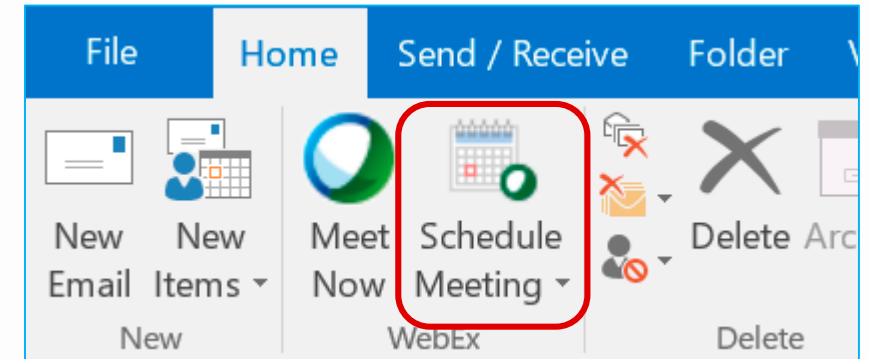 File Home Send / Receive Folder
New Email
New Items
Meet Now
Schedule Meeting
Delete
New
WebEx
Delete